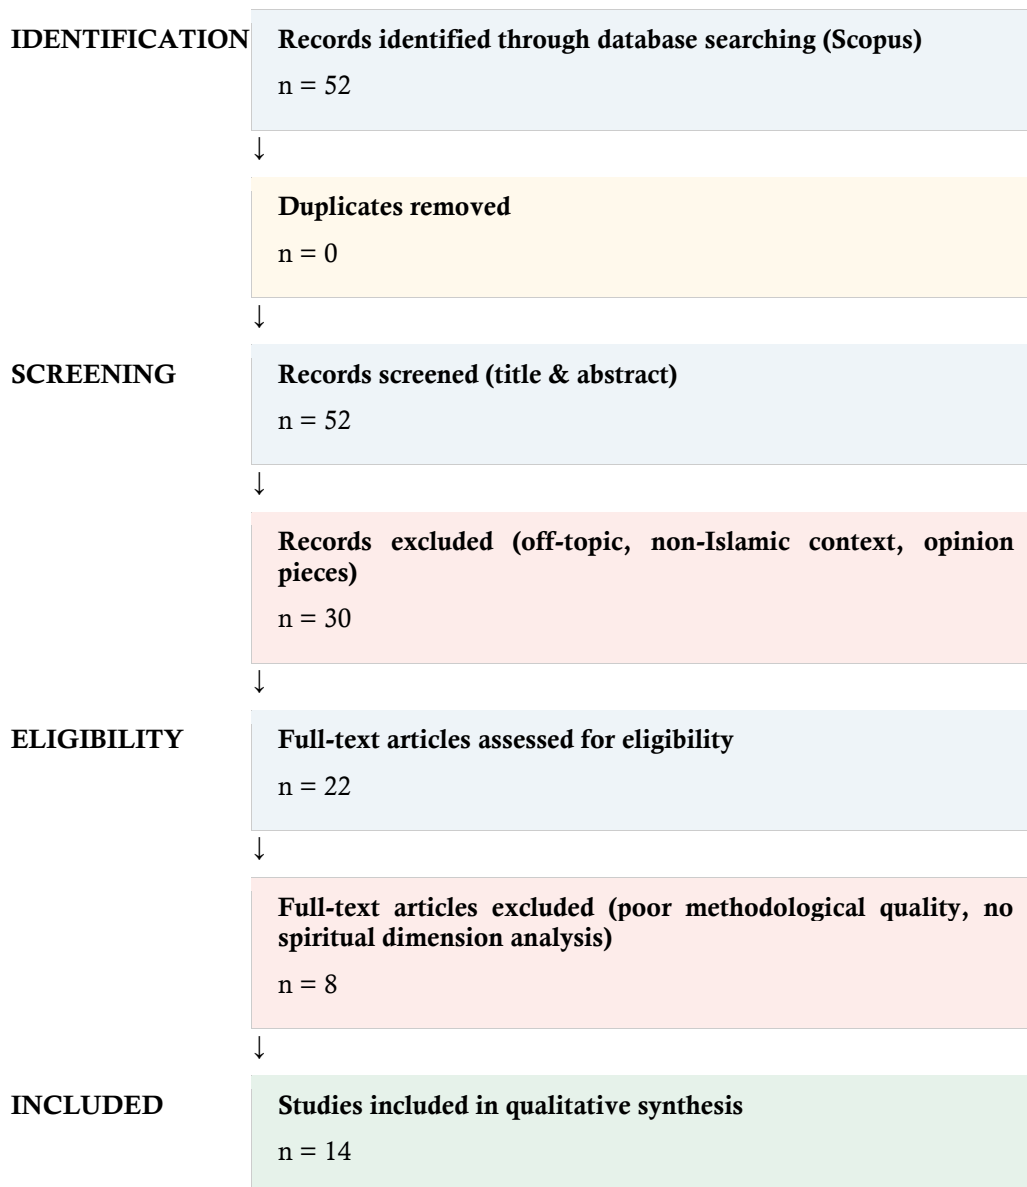 IDENTIFICATION
Records identified through database searching (Scopus)
n = 52
↓
Duplicates removed
n = 0
↓
SCREENING
Records screened (title & abstract)
n = 52
↓
Records excluded (off-topic, non-Islamic context, opinion
pieces)
n = 30
↓
ELIGIBILITY
Full-text articles assessed for eligibility
n = 22
↓
Full-text articles excluded (poor methodological quality, no
spiritual dimension analysis)
n = 8
↓
INCLUDED
Studies included in qualitative synthesis
n = 14